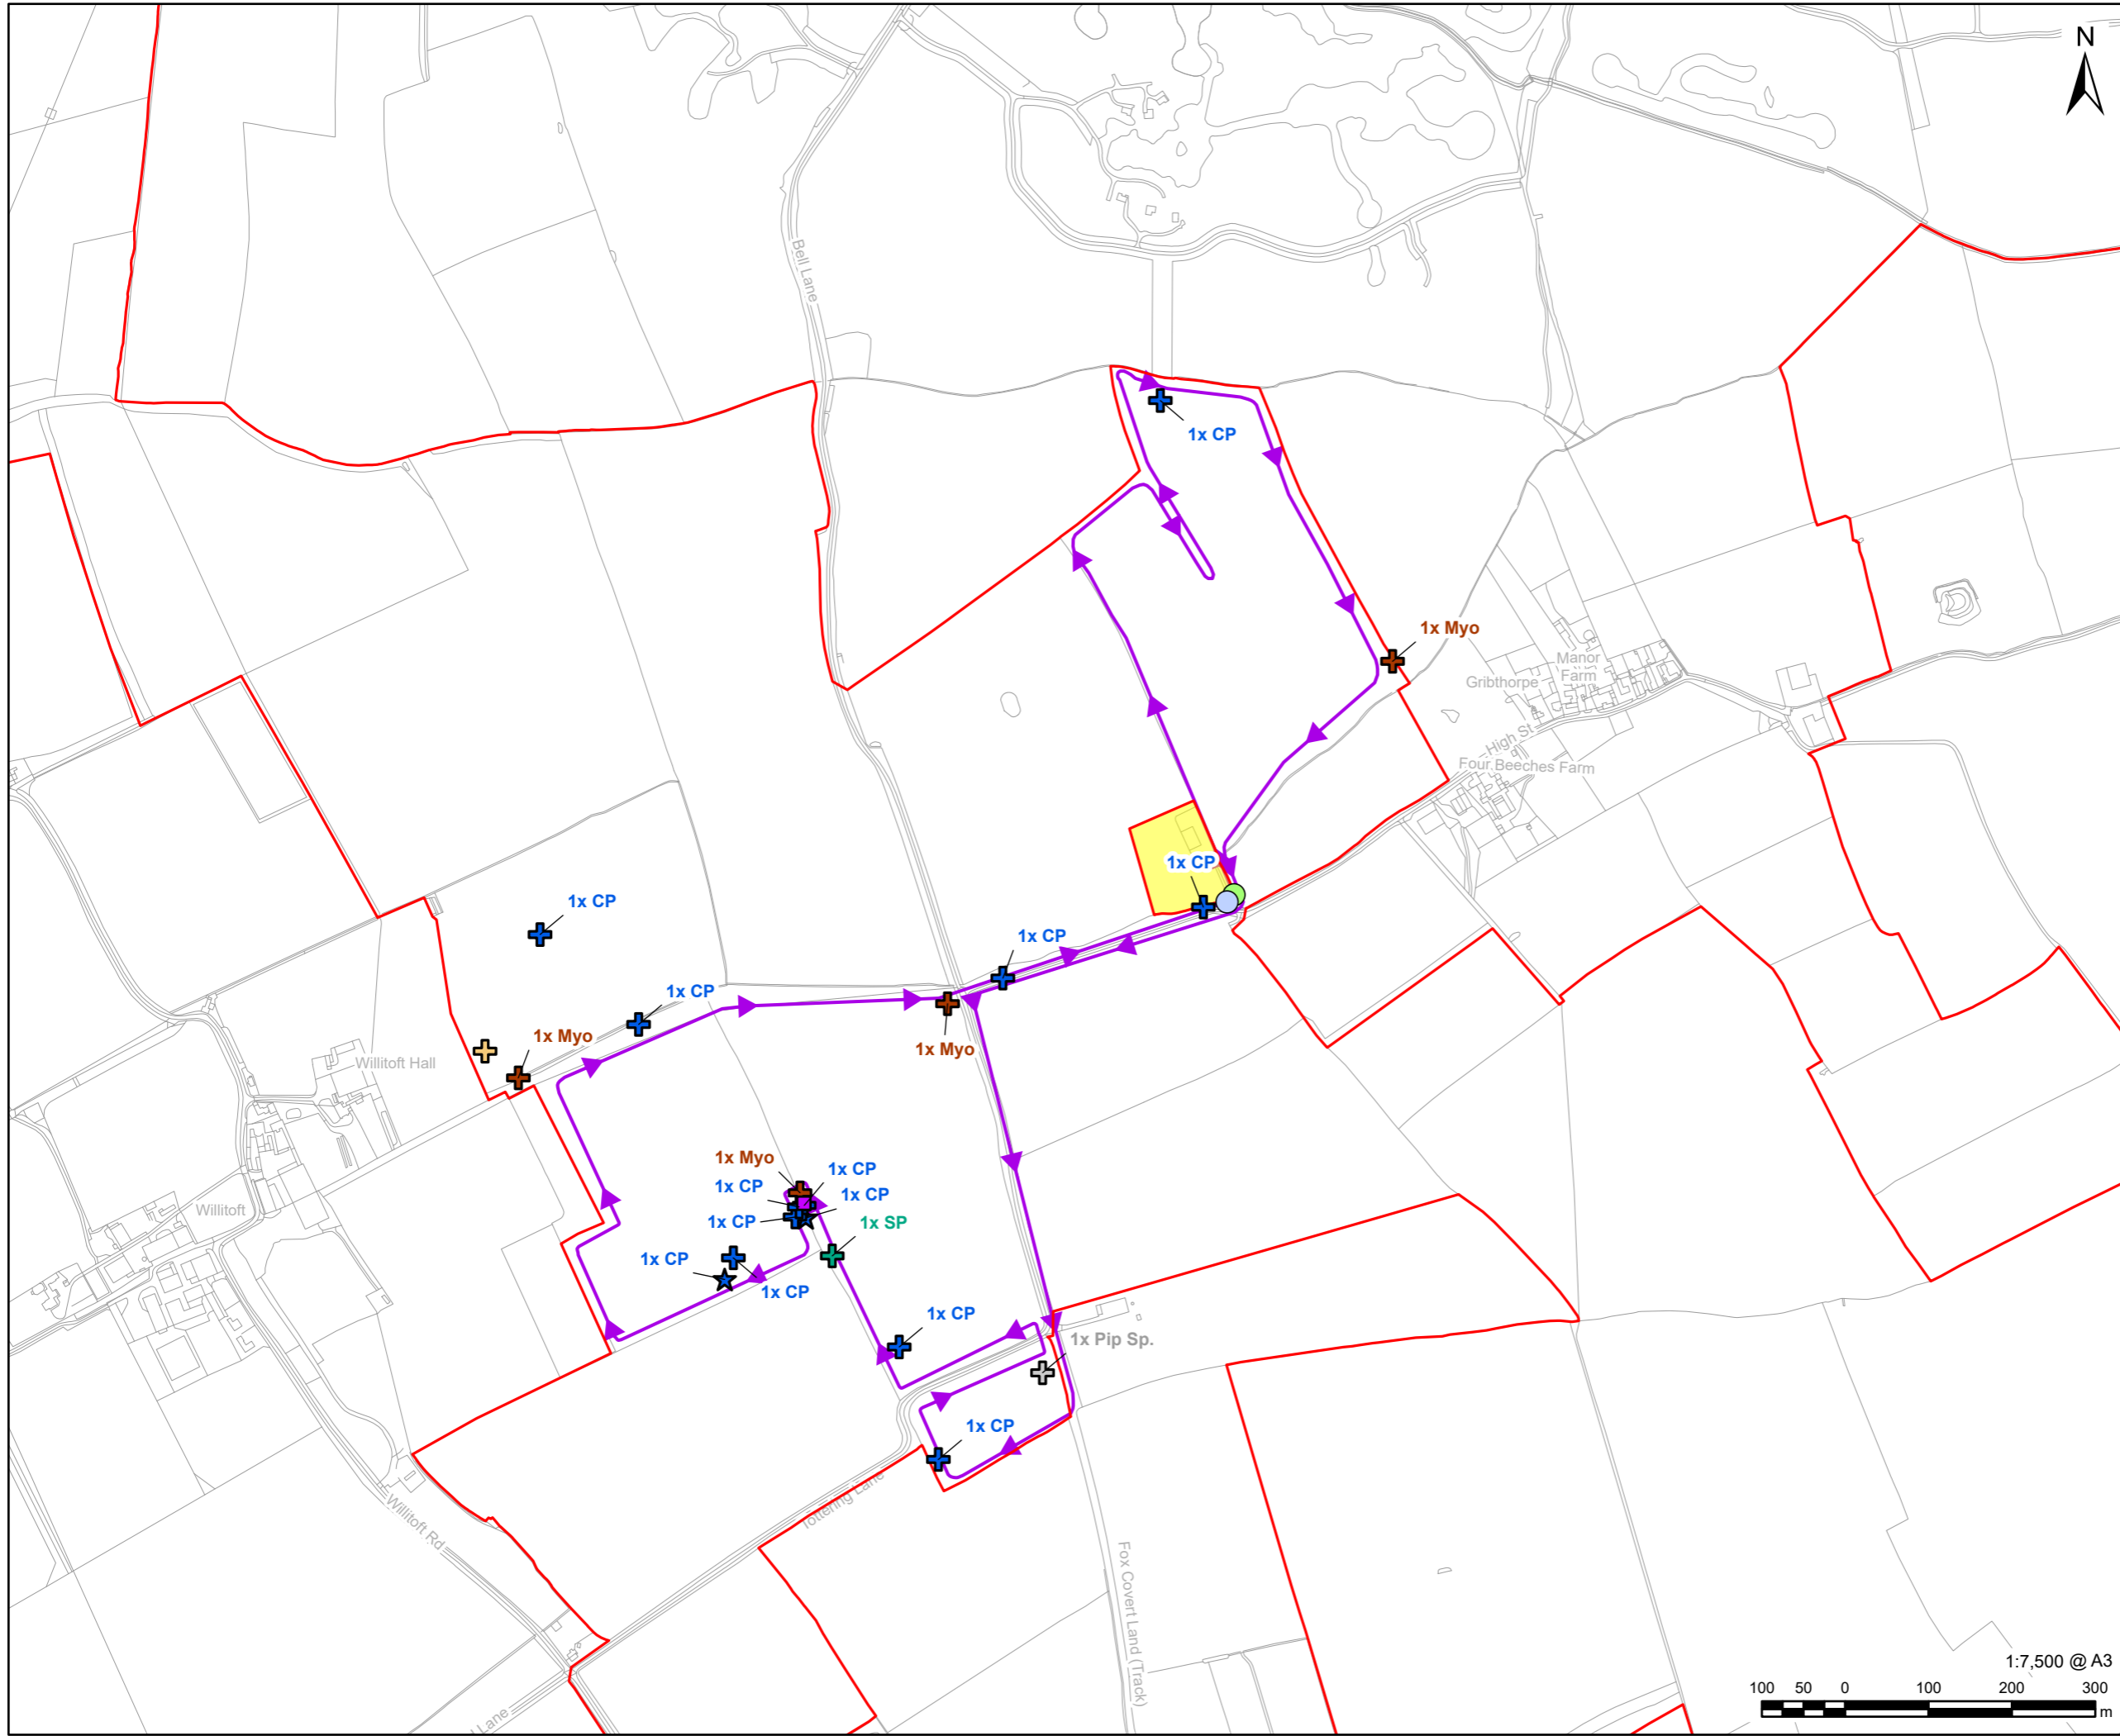 N
Bell Lane
1x CP
1x Myo
Manor
Farm
Gribthorpe
High St
Four Beeches Farm
1x CP
1x CP
1x CP
1x CP
1x Myo
1x Myo
Willitoft Hall
1x Myo
1x CP
1x CP
1x CP
1x CP
1x SP
Willitoft
1x CP
1x CP
1x CP
1x Pip Sp.
1x CP
Tottering Lane
Willitoft Rd
Fox Covert Land (Track)
Lane
1:7,500 @ A3
100 50 0 100 200 300
m